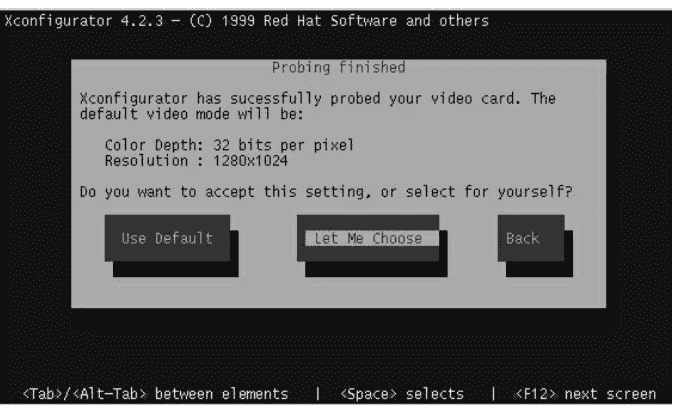 Xconfigurator 4.2.3 - (C) 1999 Red Hat Software and others
Probing finished
Xconfigurator has sucessfully probed your video card. The
default video mode will be:
Color Depth: 32 bits per pixel
Resolution : 1280x1024
Do you want to accept this setting, or select for yourself?
Use Default Let Me Choose Back
<Tab>/<Alt-Tab> between elements | <Space> selects | <F12> next screen